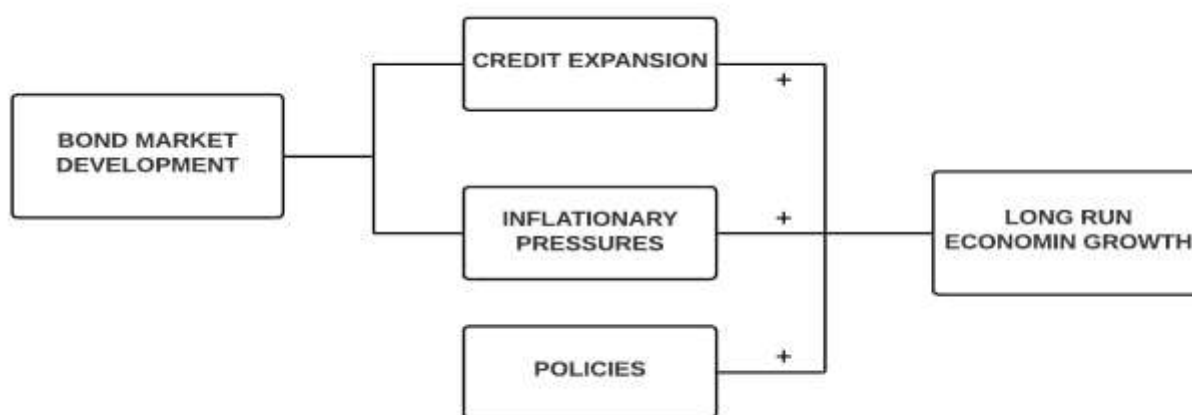 CREDIT EXPANSION
+
BOND MARKET
DEVELOPMENT
INFLATIONARY
PRESSURES
+
LONG RUN
ECONOMIN GROWTH
POLICIES
+